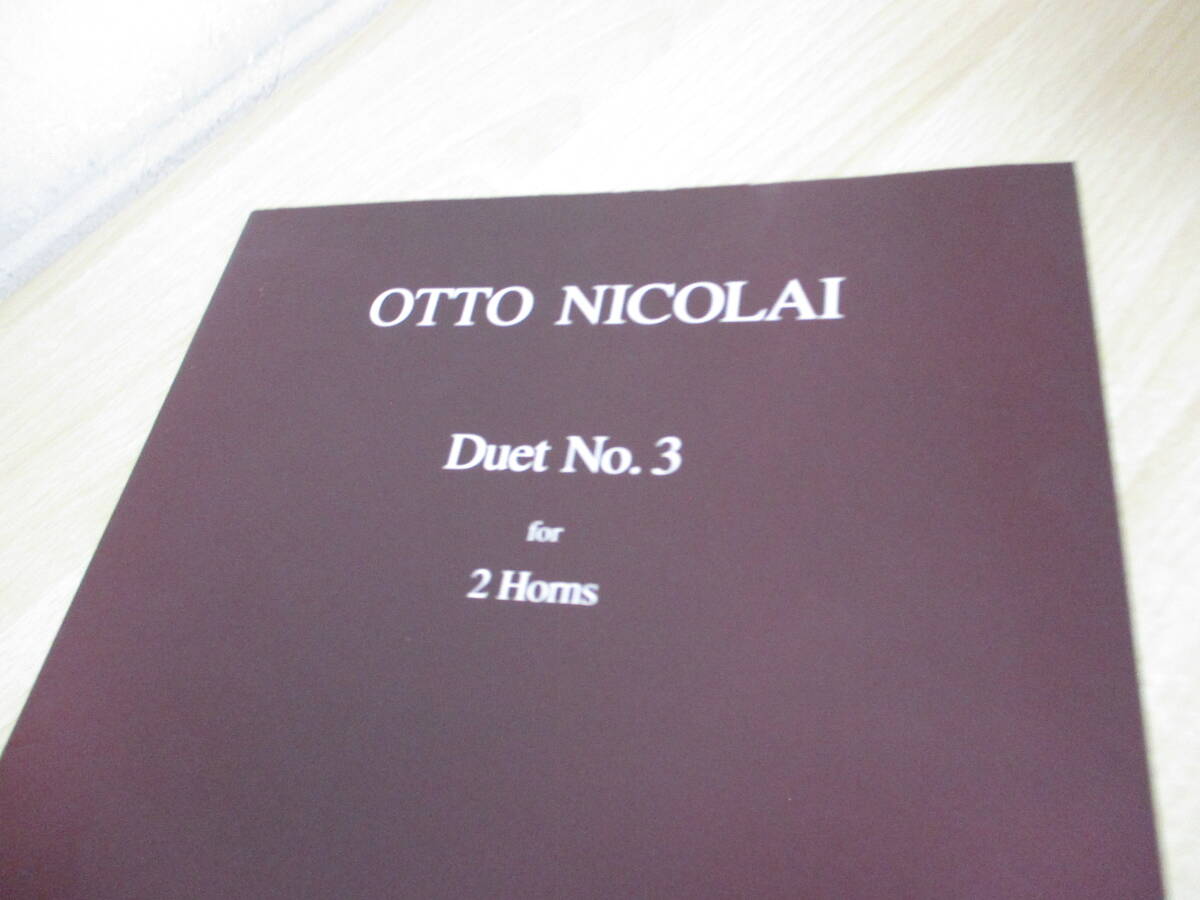 OTTO NICOLAI
Duet No. 3
for
2 Horns